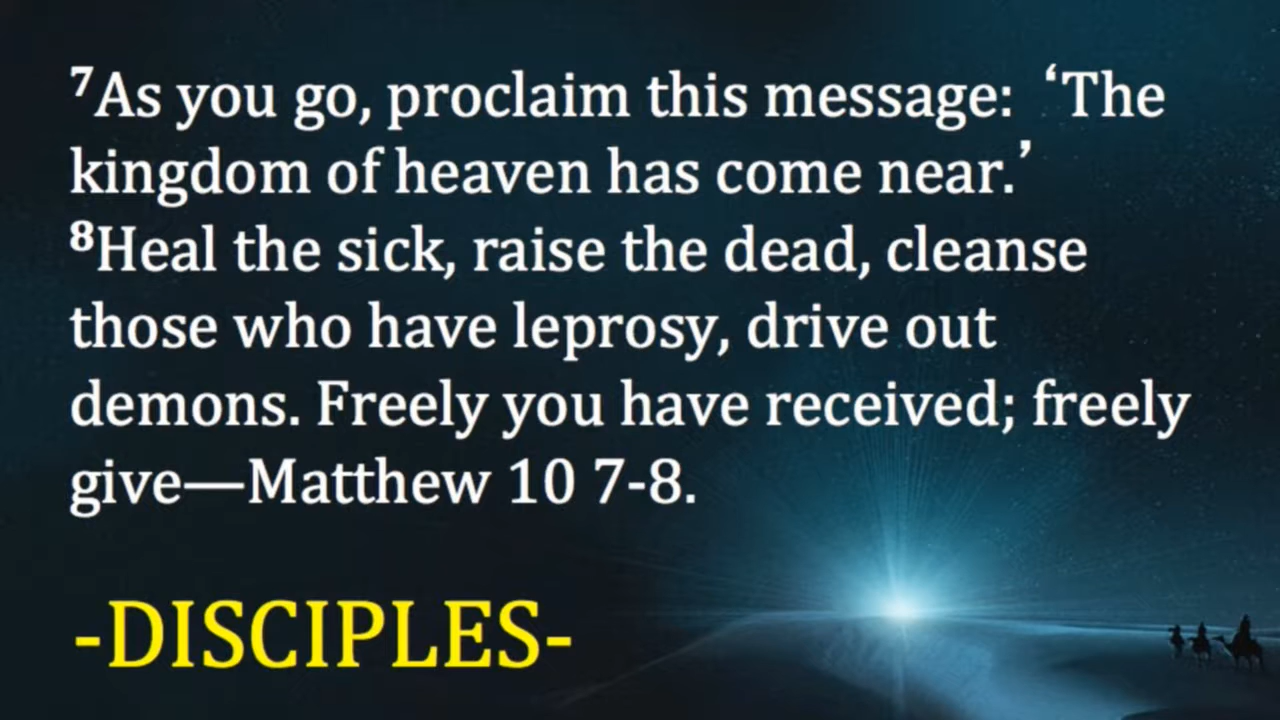 ⁷As you go, proclaim this message: ‘The
kingdom of heaven has come near.’
⁸Heal the sick, raise the dead, cleanse
those who have leprosy, drive out
demons. Freely you have received; freely
give—Matthew 10 7-8.
-DISCIPLES-